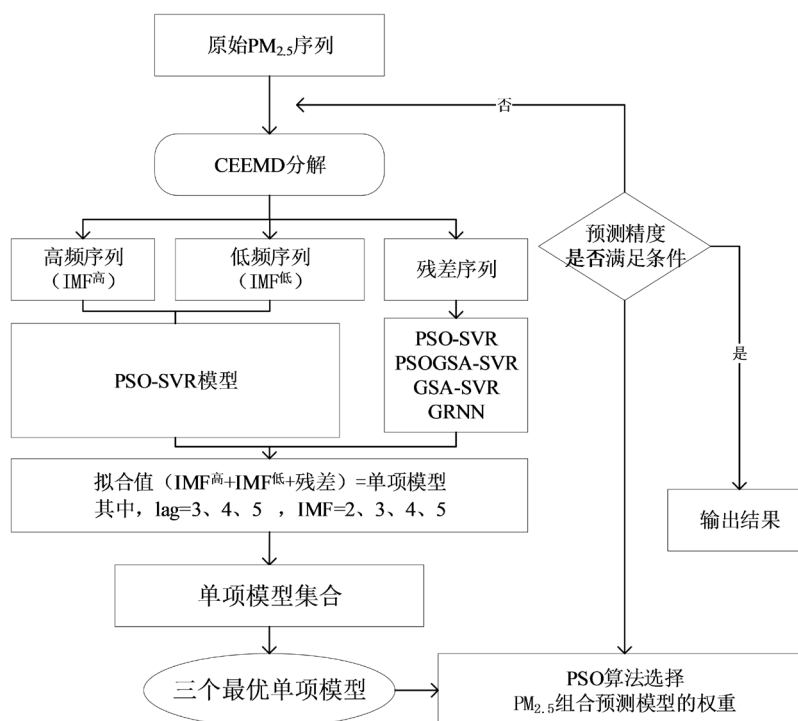 原始PM₂.₅序列
否
CEEMD分解
高频序列
（IMF高）
低频序列
（IMF低）
残差序列
预测精度
是否满足条件
PSO-SVR模型
PSO-SVR
PSOGSA-SVR
GSA-SVR
GRNN
是
拟合值（IMF高+IMF低+残差）=单项模型
其中，lag=3、4、5 ，IMF=2、3、4、5
输出结果
单项模型集合
三个最优单项模型
PSO算法选择
PM₂.₅组合预测模型的权重